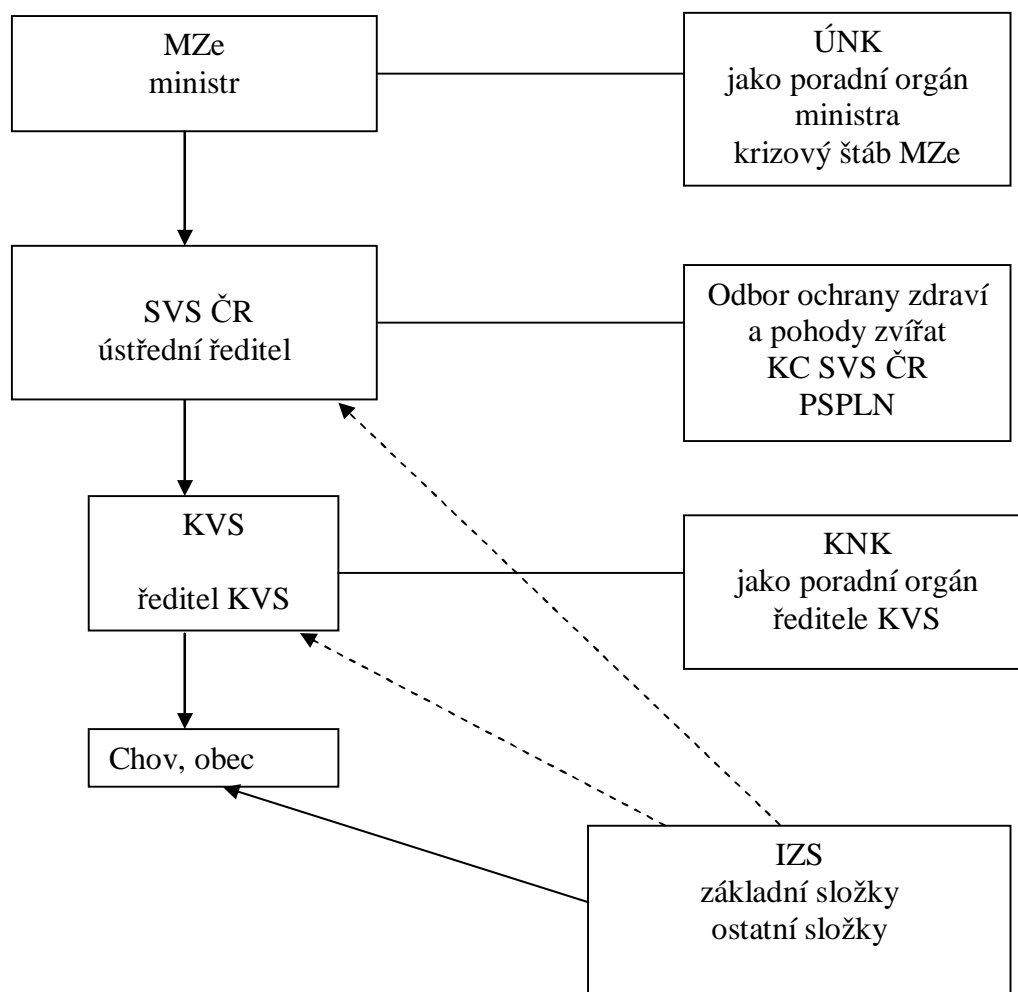 MZe
ministr
ÚNK
jako poradní orgán
ministra
krizový štáb MZe
SVS ČR
ústřední ředitel
Odbor ochrany zdraví
a pohody zvířat
KC SVS ČR
PSPLN
KVS
ředitel KVS
KNK
jako poradní orgán
ředitele KVS
Chov, obec
IZS
základní složky
ostatní složky